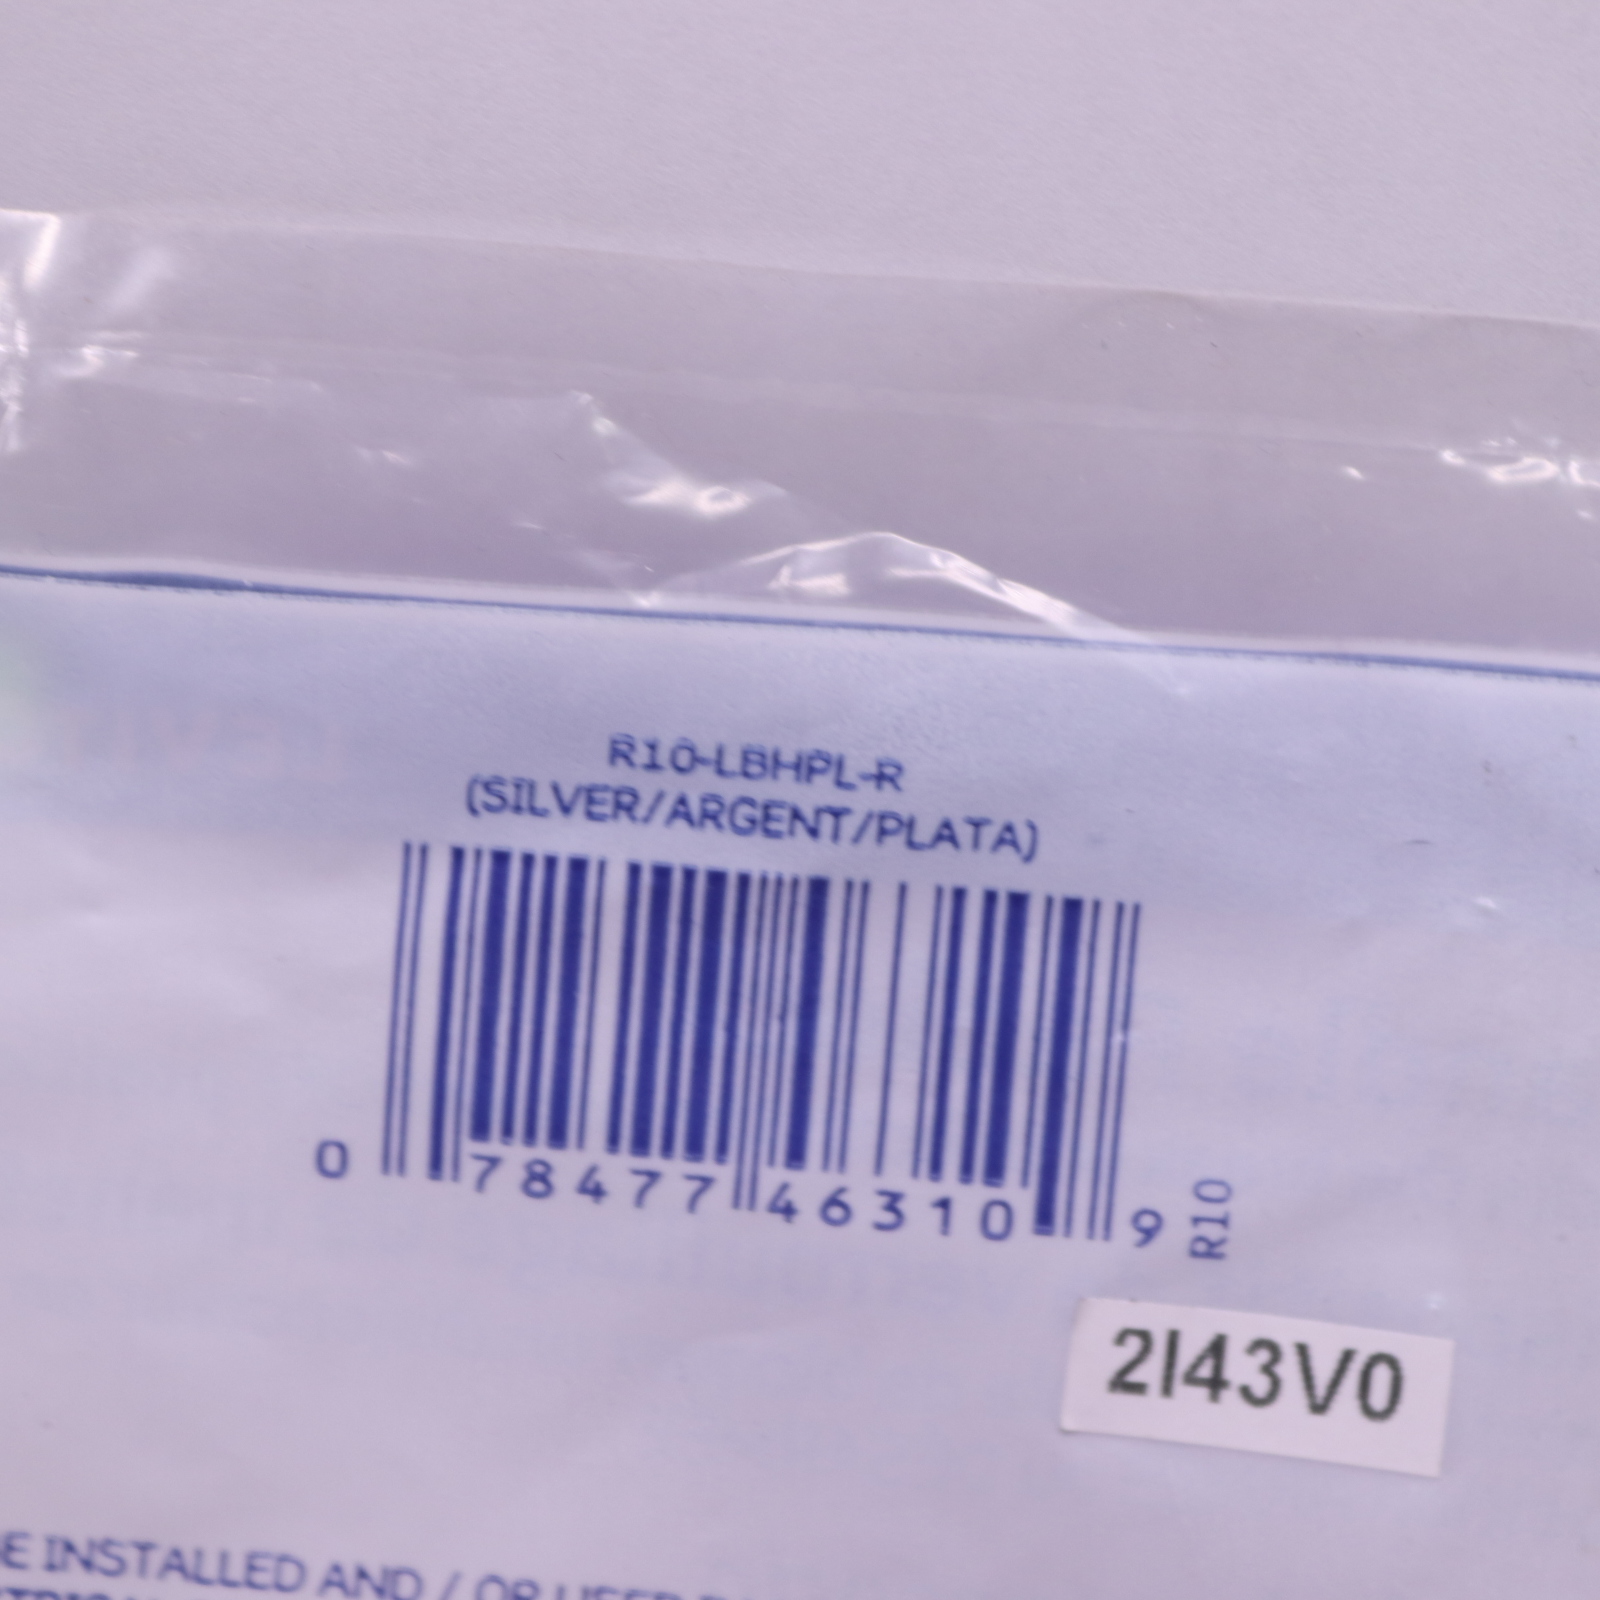 R10-LBHPL-R
(SILVER/ARGENT/PLATA)
0 78477 46310 9
R10
2I43V0
E INSTALLED AND / OR USED